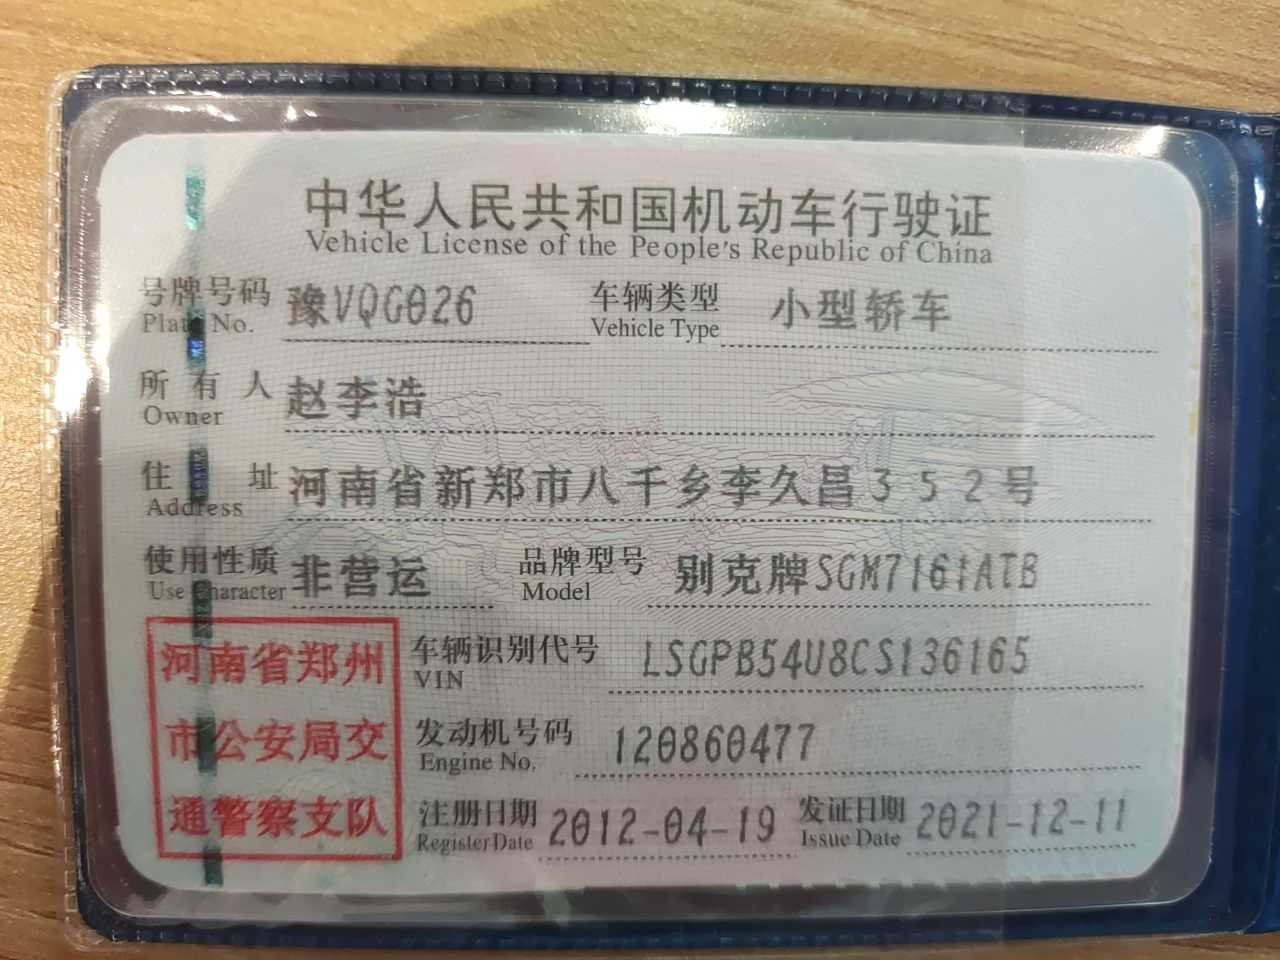 中华人民共和国机动车行驶证
Vehicle License of the People's Republic of China
号牌号码 豫VQG026 车辆类型 小型轿车
Plate No. Vehicle Type
所有人 赵李浩
Owner
住址 河南省新郑市八千乡李久昌352号
Address
使用性质 非营运 品牌型号 别克牌SGM7161ATB
Use Character Model
河南省郑州
市公安局交
通警察支队
车辆识别代号 LSGPB54U8CS136165
VIN
发动机号码 120860477
Engine No.
注册日期 2012-04-19 发证日期 2021-12-11
Register Date Issue Date